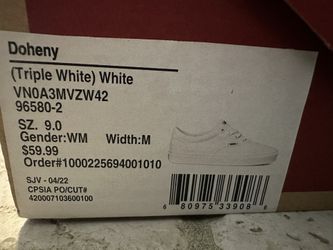 Doheny
(Triple White) White
VN0A3MVZW42
96580-2
SZ. 9.0
Gender:WM Width:M
$59.99
Order#1000225694001010
SJV - 04/22
CPSIA PO/CUT#
420007103600100
6 80975 33908 6